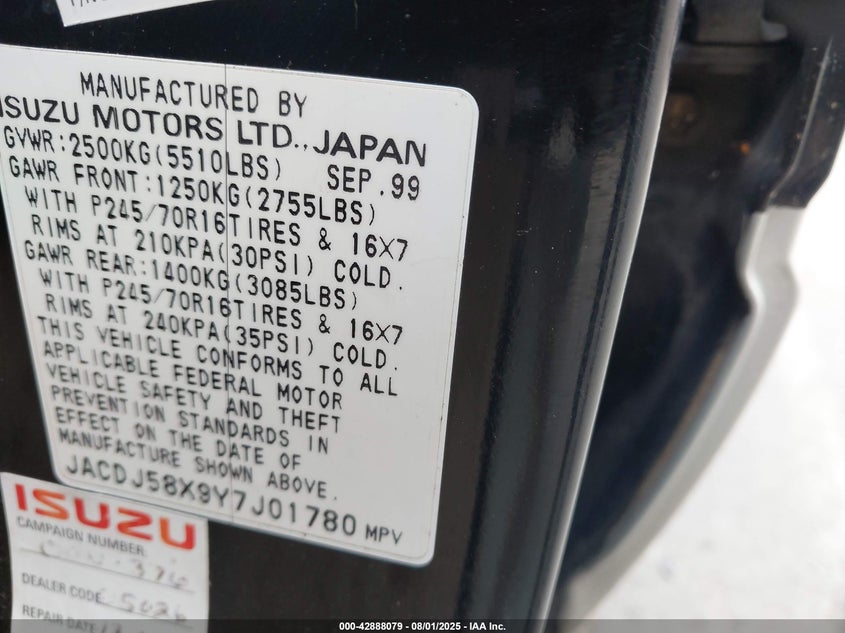 MANUFACTURED BY
ISUZU MOTORS LTD., JAPAN
GVWR:2500KG(5510LBS) SEP.99
GAWR FRONT:1250KG(2755LBS)
WITH P245/70R16TIRES & 16X7
RIMS AT 210KPA(30PSI) COLD.
GAWR REAR:1400KG(3085LBS)
WITH P245/70R16TIRES & 16X7
RIMS AT 240KPA(35PSI) COLD.
THIS VEHICLE CONFORMS TO ALL
APPLICABLE FEDERAL MOTOR
VEHICLE SAFETY AND THEFT
PREVENTION STANDARDS IN
EFFECT ON THE DATE OF
MANUFACTURE SHOWN ABOVE.
JACDJ58X9Y7J01780 MPV
ISUZU
CAMPAIGN NUMBER.
DEALER CODE
REPAIR DATE
000-42888079 - 08/01/2025 - IAA Inc.